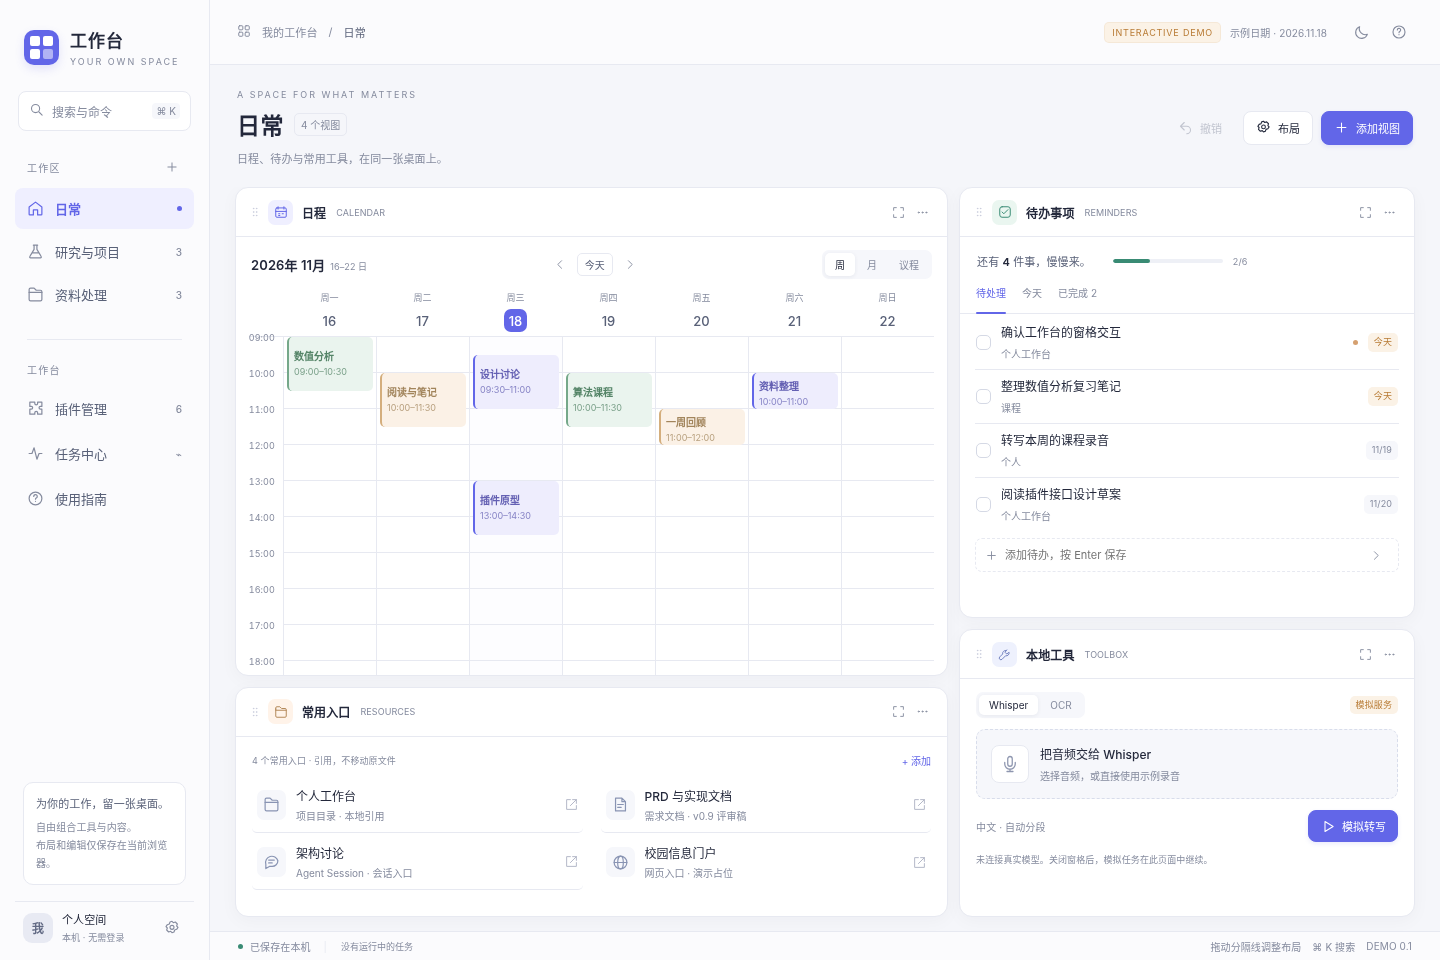 工作台
YOUR OWN SPACE
搜索与命令 ⌘ K
工作区
日常
研究与项目 3
资料处理 3
工作台
插件管理 6
任务中心
使用指南
为你的工作，留一张桌面。
自由组合工具与内容。
布局和编辑仅保存在当前浏览
器。
我
个人空间
本机 · 无需登录
我的工作台 / 日常
INTERACTIVE DEMO
示例日期 · 2026.11.18
A SPACE FOR WHAT MATTERS
日常 4 个视图
日程、待办与常用工具，在同一张桌面上。
撤销
布局
添加视图
日程 CALENDAR
2026年 11月 16–22 日
今天
周 月 议程
周一 周二 周三 周四 周五 周六 周日
16 17 18 19 20 21 22
09:00
10:00
11:00
12:00
13:00
14:00
15:00
16:00
17:00
18:00
数值分析
09:00–10:30
阅读与笔记
10:00–11:30
设计讨论
09:30–11:00
插件原型
13:00–14:30
算法课程
10:00–11:30
一周回顾
11:00–12:00
资料整理
10:00–11:00
待办事项 REMINDERS
还有 4 件事，慢慢来。 2/6
待处理 今天 已完成 2
确认工作台的窗格交互
个人工作台
今天
整理数值分析复习笔记
课程
今天
转写本周的课程录音
个人
11/19
阅读插件接口设计草案
个人工作台
11/20
添加待办，按 Enter 保存
常用入口 RESOURCES
4 个常用入口 · 引用，不移动原文件
+ 添加
个人工作台
项目目录 · 本地引用
PRD 与实现文档
需求文档 · v0.9 评审稿
架构讨论
Agent Session · 会话入口
校园信息门户
网页入口 · 演示占位
本地工具 TOOLBOX
Whisper OCR
模拟服务
把音频交给 Whisper
选择音频，或直接使用示例录音
中文 · 自动分段
模拟转写
未连接真实模型。关闭窗格后，模拟任务在此页面中继续。
已保存在本机
没有运行中的任务
拖动分隔线调整布局 ⌘ K 搜索 DEMO 0.1